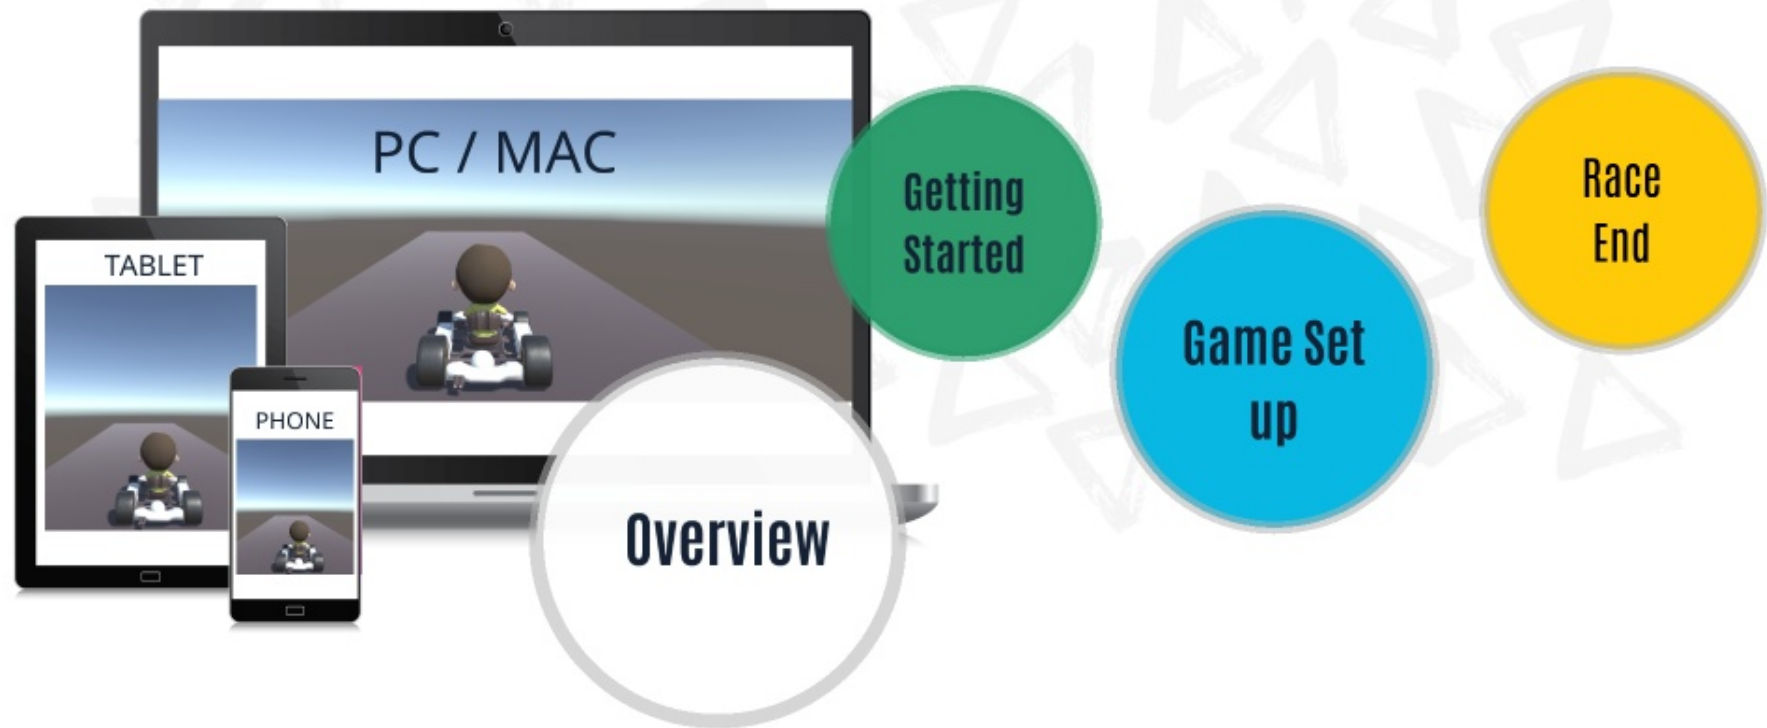 PC / MAC
TABLET
PHONE
Overview
Getting
Started
Game Set
up
Race
End